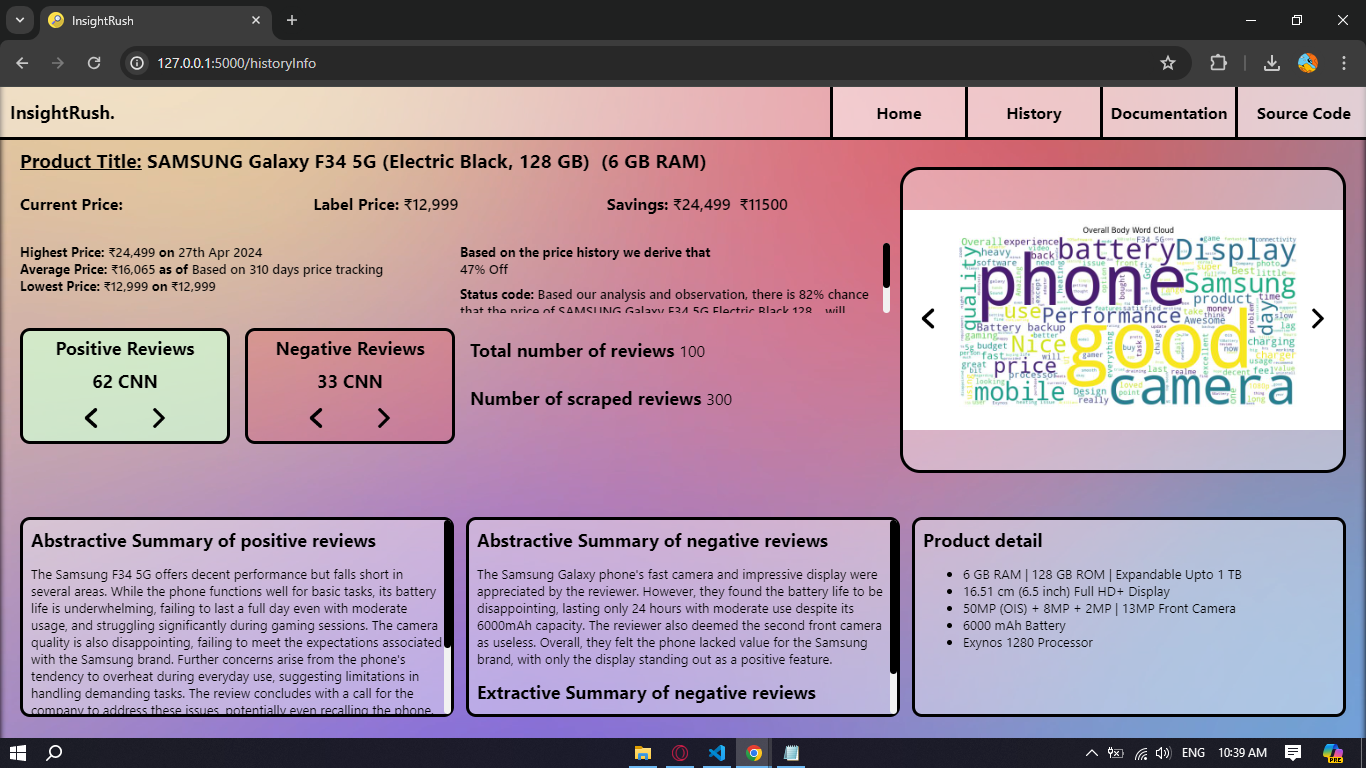 InsightRush
127.0.0.1:5000/historyInfo
InsightRush.
Home
History
Documentation
Source Code
Product Title: SAMSUNG Galaxy F34 5G (Electric Black, 128 GB)  (6 GB RAM)
Current Price:
Label Price: ₹12,999
Savings: ₹24,499  ₹11500
Highest Price: ₹24,499 on 27th Apr 2024
Average Price: ₹16,065 as of Based on 310 days price tracking
Lowest Price: ₹12,999 on ₹12,999
Based on the price history we derive that
47% Off
Status code: Based our analysis and observation, there is 82% chance
that the price of SAMSUNG Galaxy F34 5G Electric Black 128 will
Positive Reviews
62 CNN
Negative Reviews
33 CNN
Total number of reviews 100
Number of scraped reviews 300
Overall Body Word Cloud
phone
good
camera
battery
Display
Samsung
quality
Performance
Nice
price
mobile
use
product
day
Battery backup
Overall
experience
heavy
software
back
video
Best
little
time
money
Awesome
charging
charger
slow
lag
feel
decent
budget
fast
processor
great
bit
Design
really
loved
point
realme
gamer
satisfied
F34 5G
game
connectivity
Abstractive Summary of positive reviews
The Samsung F34 5G offers decent performance but falls short in
several areas. While the phone functions well for basic tasks, its battery
life is underwhelming, failing to last a full day even with moderate
usage, and struggling significantly during gaming sessions. The camera
quality is also disappointing, failing to meet the expectations associated
with the Samsung brand. Further concerns arise from the phone's
tendency to overheat during everyday use, suggesting limitations in
handling demanding tasks. The review concludes with a call for the
company to address these issues, potentially even recalling the phone.
Abstractive Summary of negative reviews
The Samsung Galaxy phone's fast camera and impressive display were
appreciated by the reviewer. However, they found the battery life to be
disappointing, lasting only 24 hours with moderate use despite its
6000mAh capacity. The reviewer also deemed the second front camera
as useless. Overall, they felt the phone lacked value for the Samsung
brand, with only the display standing out as a positive feature.
Extractive Summary of negative reviews
Product detail
6 GB RAM | 128 GB ROM | Expandable Upto 1 TB
16.51 cm (6.5 inch) Full HD+ Display
50MP (OIS) + 8MP + 2MP | 13MP Front Camera
6000 mAh Battery
Exynos 1280 Processor
ENG
10:39 AM
PRE